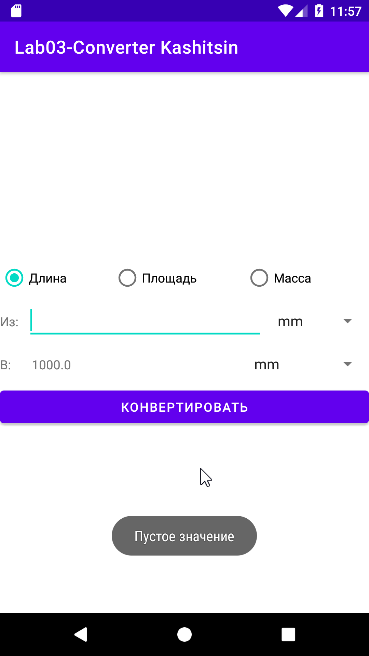 11:57
Lab03-Converter Kashitsin
Длина Площадь Масса
Из: mm
В: 1000.0 mm
КОНВЕРТИРОВАТЬ
Пустое значение